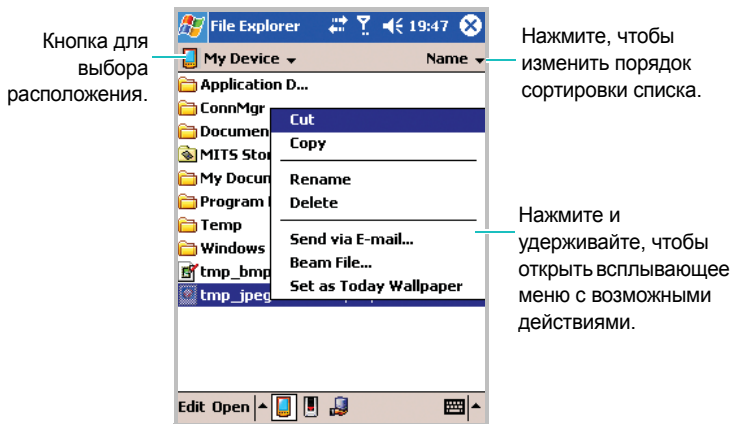 Кнопка для
выбора
расположения.
File Explorer 19:47
My Device Name
Application D...
ConnMgr
Documen
MITS Stor
My Docum
Program
Temp
Windows
tmp_bmp
tmp_jpeg
Cut
Copy
Rename
Delete
Send via E-mail...
Beam File...
Set as Today Wallpaper
Edit Open
Нажмите, чтобы
изменить порядок
сортировки списка.
Нажмите и
удерживайте, чтобы
открыть всплывающее
меню с возможными
действиями.